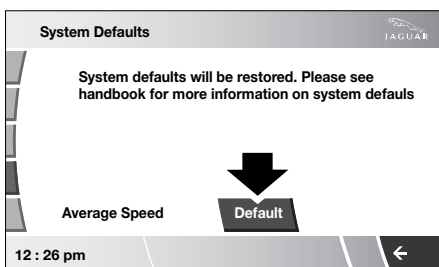 System Defaults
JAGUAR
System defaults will be restored. Please see
handbook for more information on system defauls
Average Speed
Default
12 : 26 pm